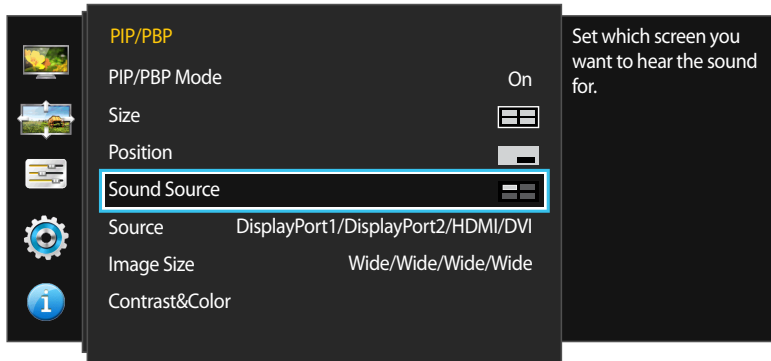 PIP/PBP
PIP/PBP Mode On
Size
Position
Sound Source
Source DisplayPort1/DisplayPort2/HDMI/DVI
Image Size Wide/Wide/Wide/Wide
Contrast&Color
Set which screen you
want to hear the sound
for.
i